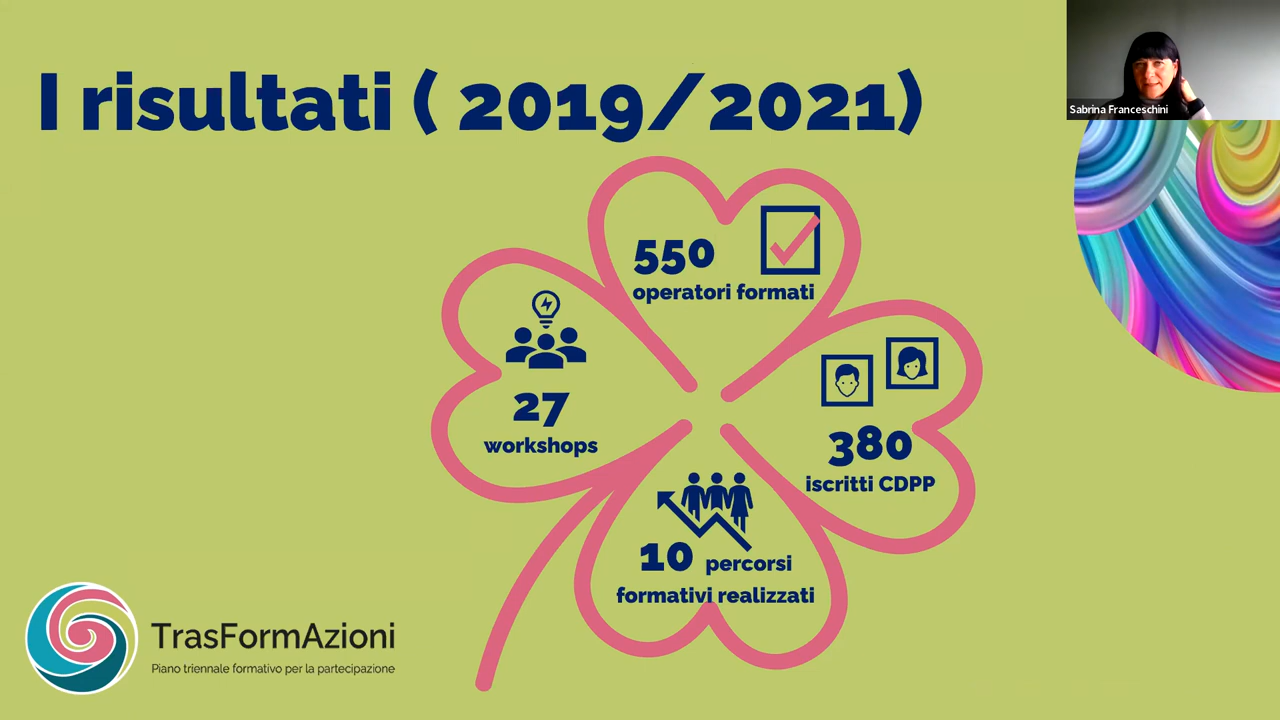 I risultati ( 2019/2021)
Sabrina Franceschini
550
operatori formati
27
workshops
380
iscritti CDPP
10 percorsi
formativi realizzati
TrasFormAzioni
Piano triennale formativo per la partecipazione